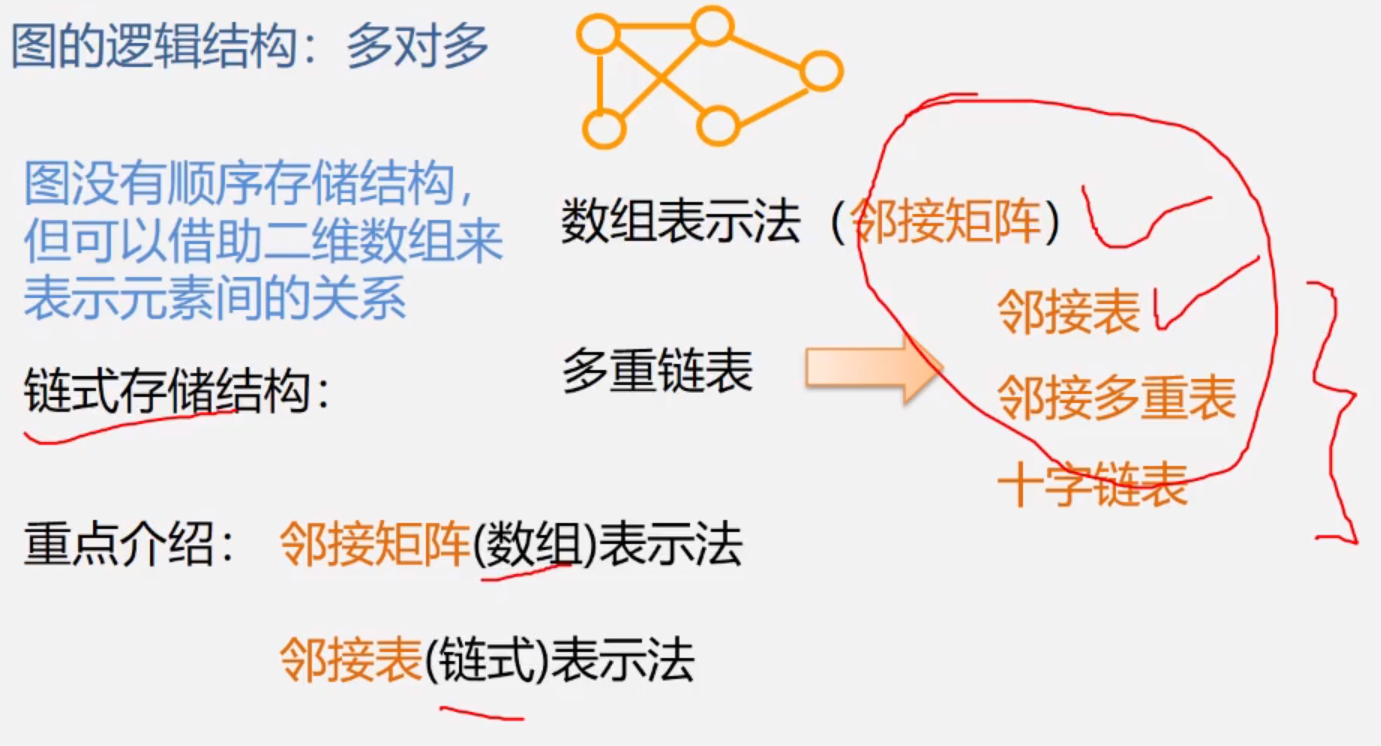 图的逻辑结构：多对多
图没有顺序存储结构，
但可以借助二维数组来
表示元素间的关系
数组表示法（邻接矩阵）
链式存储结构：
多重链表
邻接表
邻接多重表
十字链表
重点介绍：邻接矩阵(数组)表示法
邻接表(链式)表示法